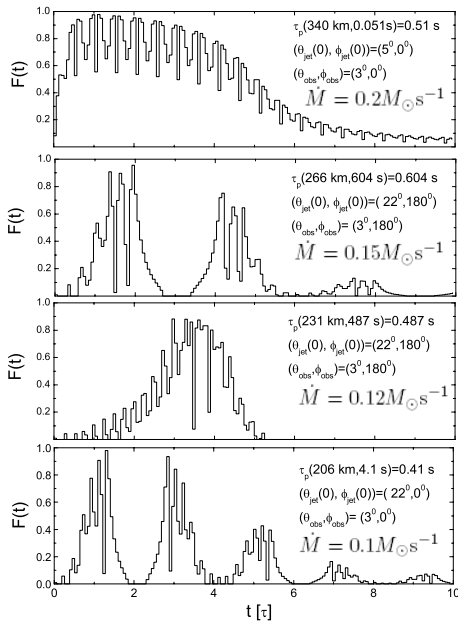 F(t)
1.0
0.8
0.6
0.4
0.2
τp(340 km,0.051s)=0.51 s
(θjet(0), ϕjet(0))=(5⁰,0⁰)
(θobs,ϕobs)=(3⁰,0⁰)
Ṁ = 0.2M⊙s⁻¹
F(t)
0.8
0.6
0.4
0.2
τp(266 km,604 s)=0.604 s
(θjet(0), ϕjet(0))=( 22⁰,180⁰)
(θobs,ϕobs)= (3⁰,180⁰)
Ṁ = 0.15M⊙s⁻¹
F(t)
1.0
0.8
0.6
0.4
0.2
τp(231 km,487 s)=0.487 s
(θjet(0), ϕjet(0))=(22⁰,180⁰)
(θobs,ϕobs)=(3⁰,180⁰)
Ṁ = 0.12M⊙s⁻¹
F(t)
1.0
0.8
0.6
0.4
0.2
0.0
τp(206 km,4.1 s)=0.41 s
(θjet(0), ϕjet(0))=( 22⁰,0⁰)
(θobs,ϕobs)= (3⁰,0⁰)
Ṁ = 0.1M⊙s⁻¹
0 2 4 6 8 10
t [τ]